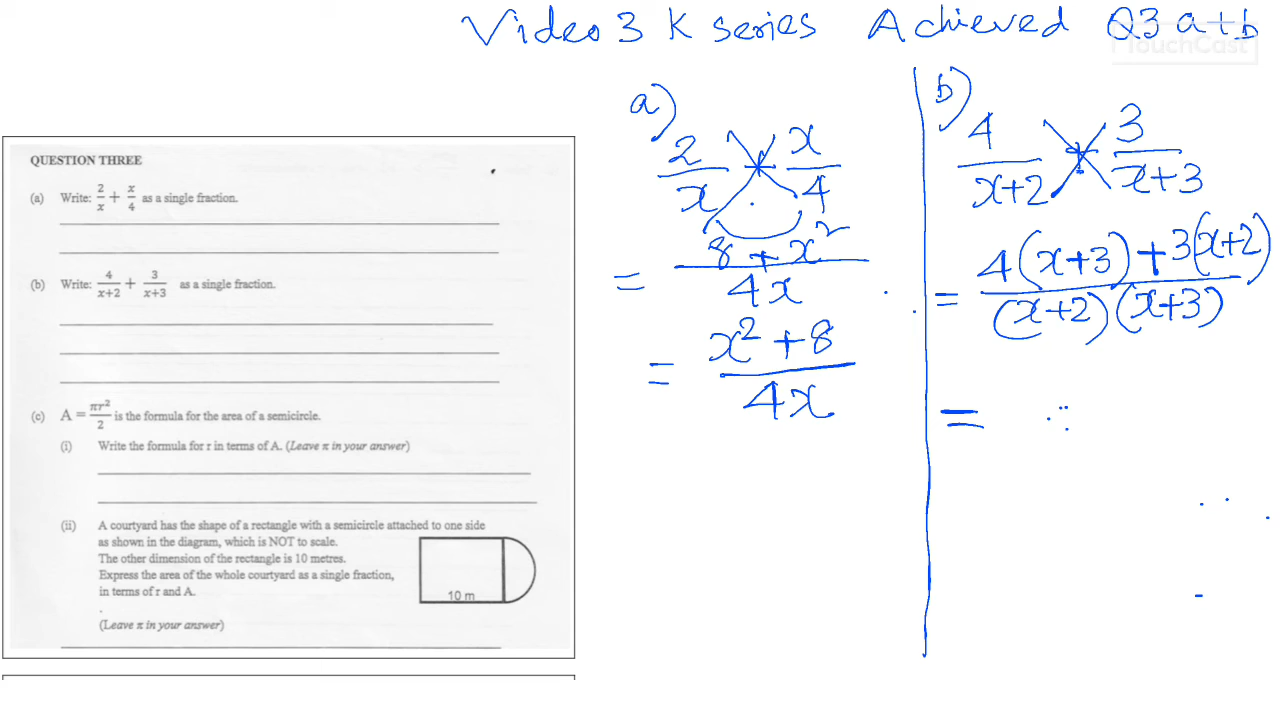 Video 3 K series Achieved Q3 a+b
TouchCast
QUESTION THREE
(a) Write: 2/x + x/4 as a single fraction.
(b) Write: 4/x+2 + 3/x+3 as a single fraction.
(c) A = πr²/2 is the formula for the area of a semicircle.
(i) Write the formula for r in terms of A. (Leave π in your answer)
(ii) A courtyard has the shape of a rectangle with a semicircle attached to one side
as shown in the diagram, which is NOT to scale.
The other dimension of the rectangle is 10 metres.
Express the area of the whole courtyard as a single fraction,
in terms of r and A.
(Leave π in your answer)
10 m
a)
2/x + x/4
= 8 + x²/4x
= x² + 8/4x
b)
4/x+2 + 3/x+3
= 4(x+3) + 3(x+2)/(x+2)(x+3)
=